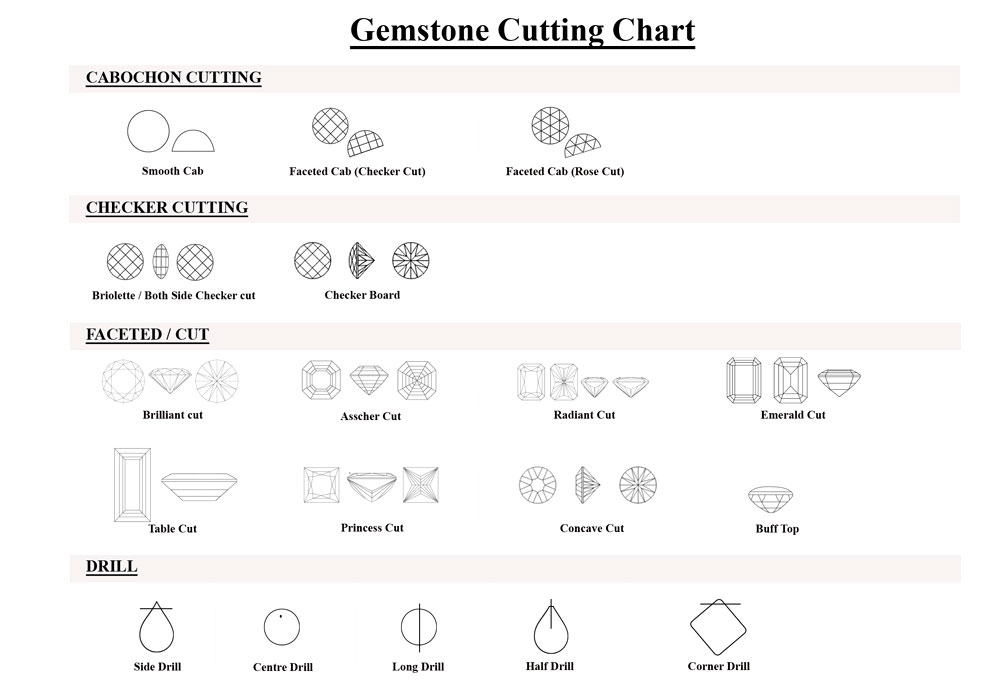 Gemstone Cutting Chart
CABOCHON CUTTING
Smooth Cab
Faceted Cab (Checker Cut)
Faceted Cab (Rose Cut)
CHECKER CUTTING
Briolette / Both Side Checker cut
Checker Board
FACETED / CUT
Brilliant cut
Asscher Cut
Radiant Cut
Emerald Cut
Table Cut
Princess Cut
Concave Cut
Buff Top
DRILL
Side Drill
Centre Drill
Long Drill
Half Drill
Corner Drill